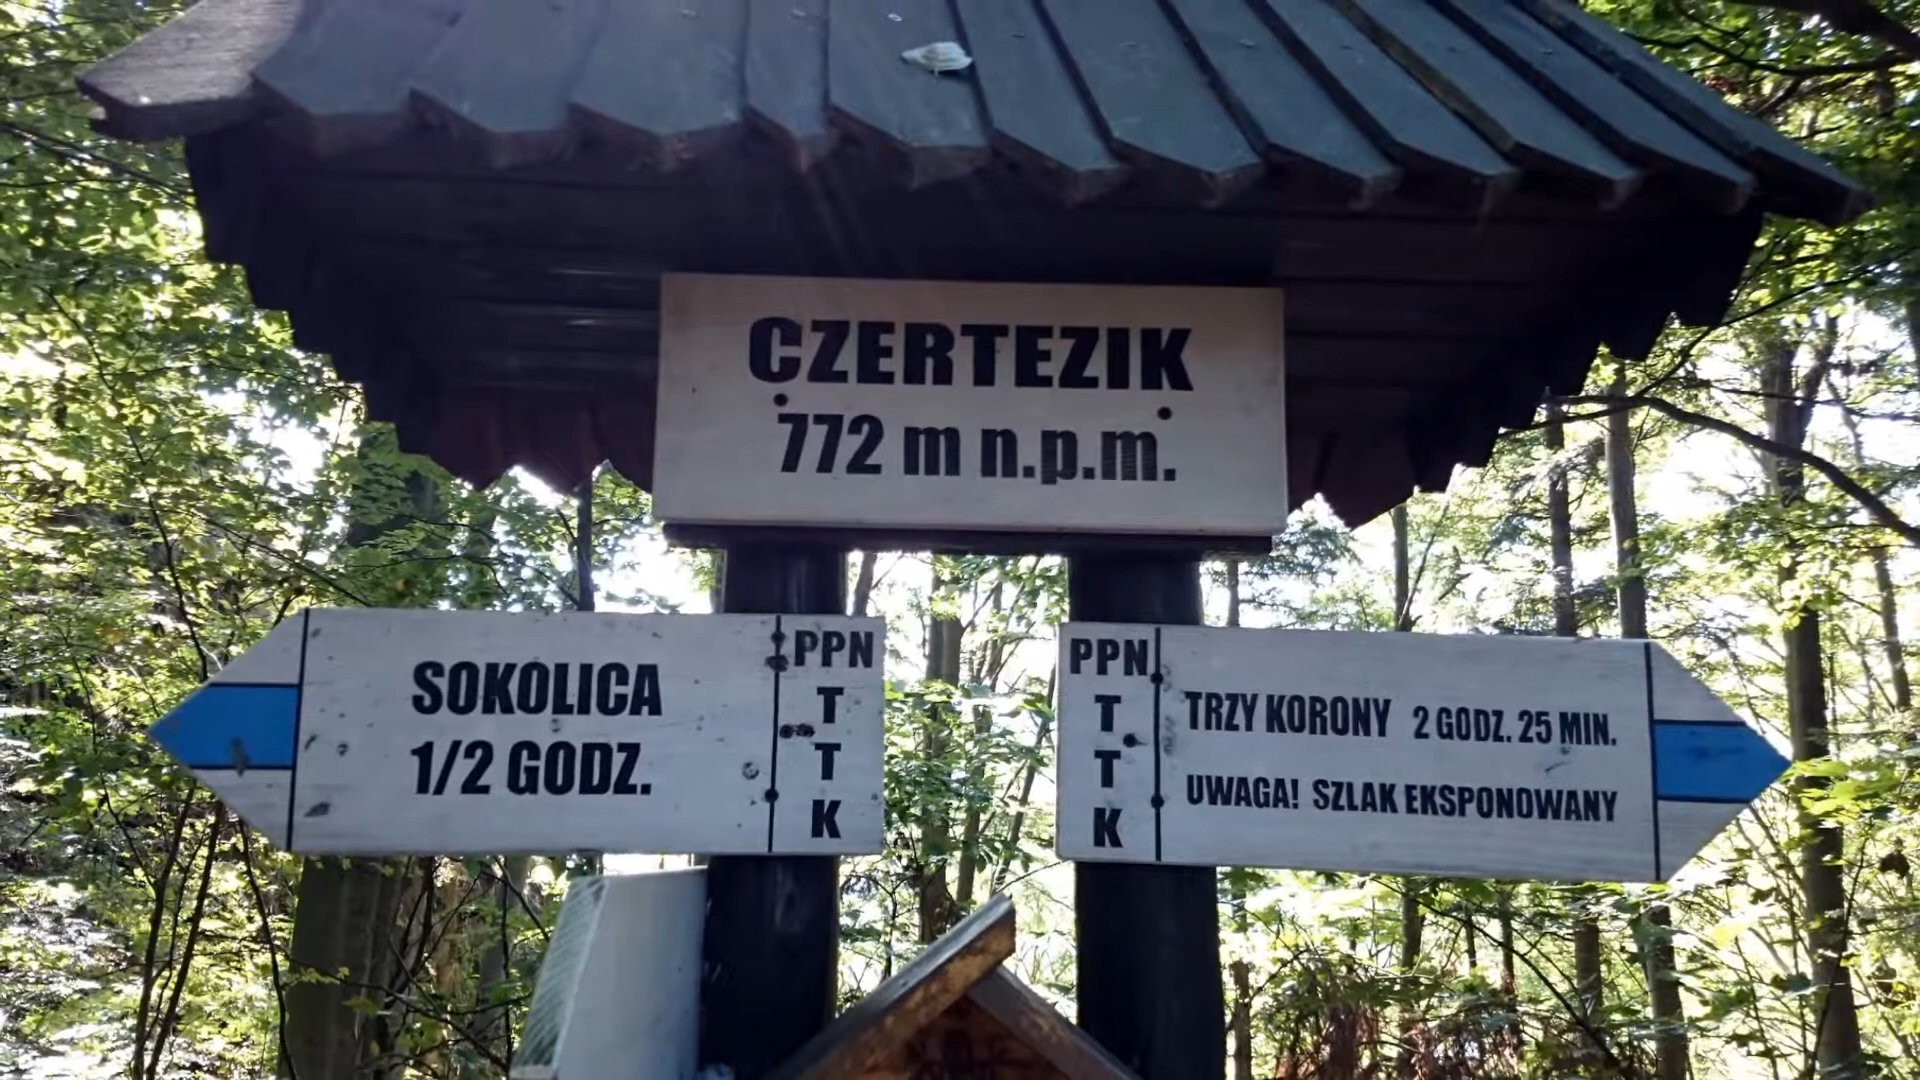 CZERTEZIK
772 m n.p.m.
SOKOLICA
1/2 GODZ.
PPN
T
T
K
PPN
T
T
K
TRZY KORONY 2 GODZ. 25 MIN.
UWAGA! SZLAK EKSPONOWANY